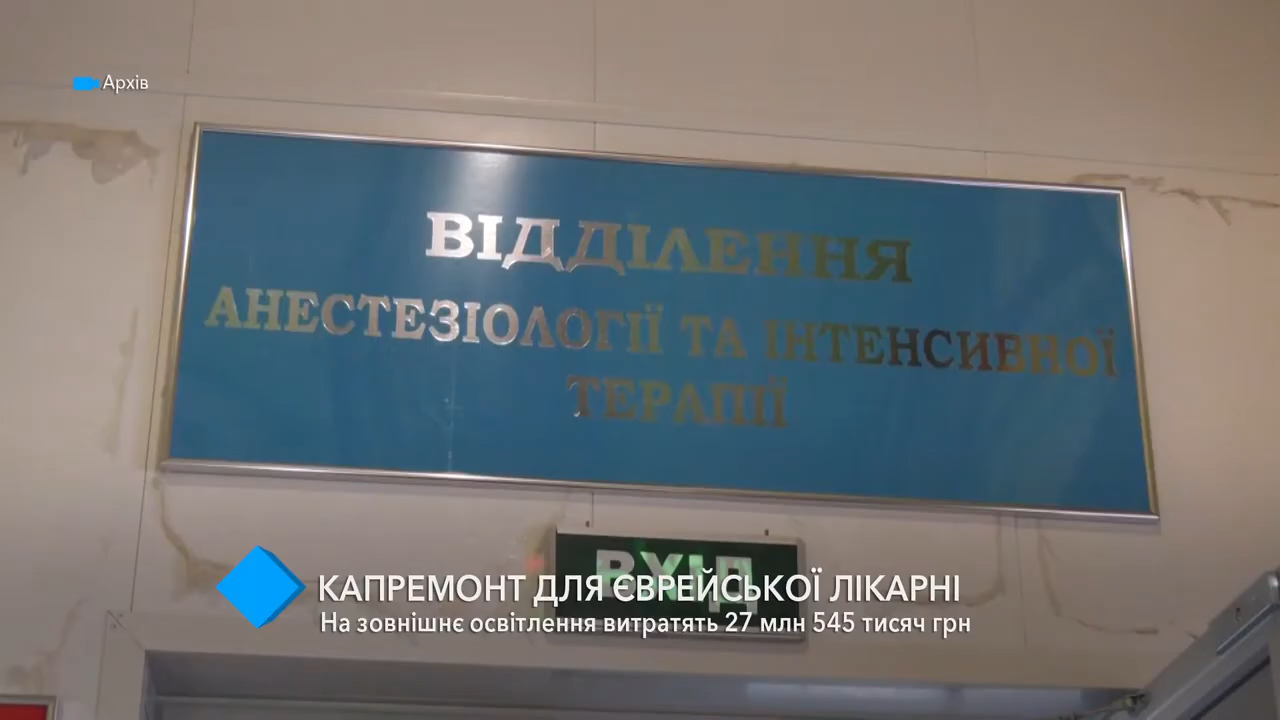 Архів
ВІДДІЛЕННЯ
АНЕСТЕЗІОЛОГІЇ ТА ІНТЕНСИВНОЇ
ТЕРАПІЇ
ВХІД
КАПРЕМОНТ ДЛЯ ЄВРЕЙСЬКОЇ ЛІКАРНІ
На зовнішнє освітлення витратять 27 млн 545 тисяч грн